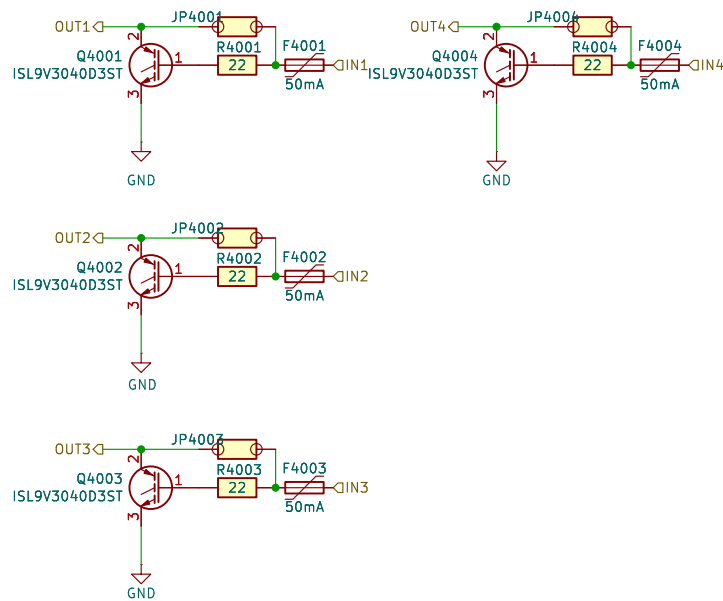 OUT1
JP4001
2
Q4001
ISL9V3040D3ST
1
R4001
22
F4001
50mA
IN1
3
GND
OUT4
JP4004
2
Q4004
ISL9V3040D3ST
1
R4004
22
F4004
50mA
IN4
3
GND
OUT2
JP4002
2
Q4002
ISL9V3040D3ST
1
R4002
22
F4002
50mA
IN2
3
GND
OUT3
JP4003
2
Q4003
ISL9V3040D3ST
1
R4003
22
F4003
50mA
IN3
3
GND